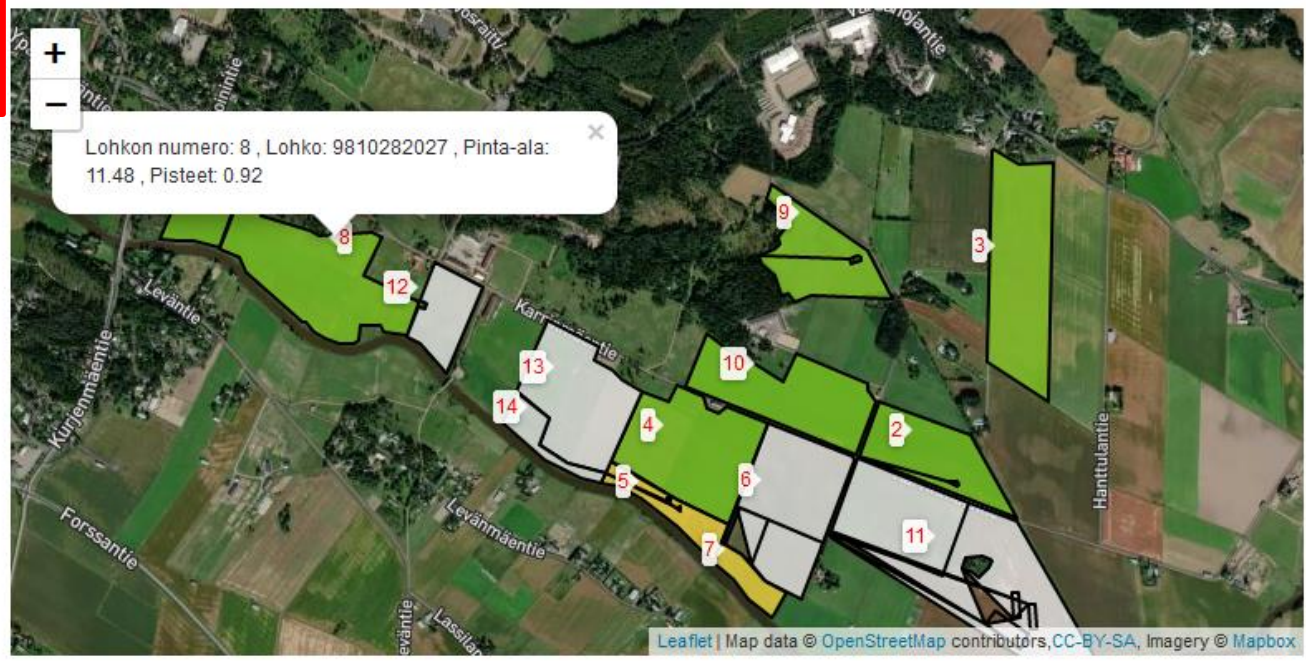 +
−
Lohkon numero: 8 , Lohko: 9810282027 , Pinta-ala:
11.48 , Pisteet: 0.92
×
8
9
3
12
Leväntie
Kurjenmäentie
13
10
14
4
2
5
6
7
11
Hanttulantie
Levänmäentie
Forssantie
Leaflet | Map data © OpenStreetMap contributors,CC-BY-SA, Imagery © Mapbox